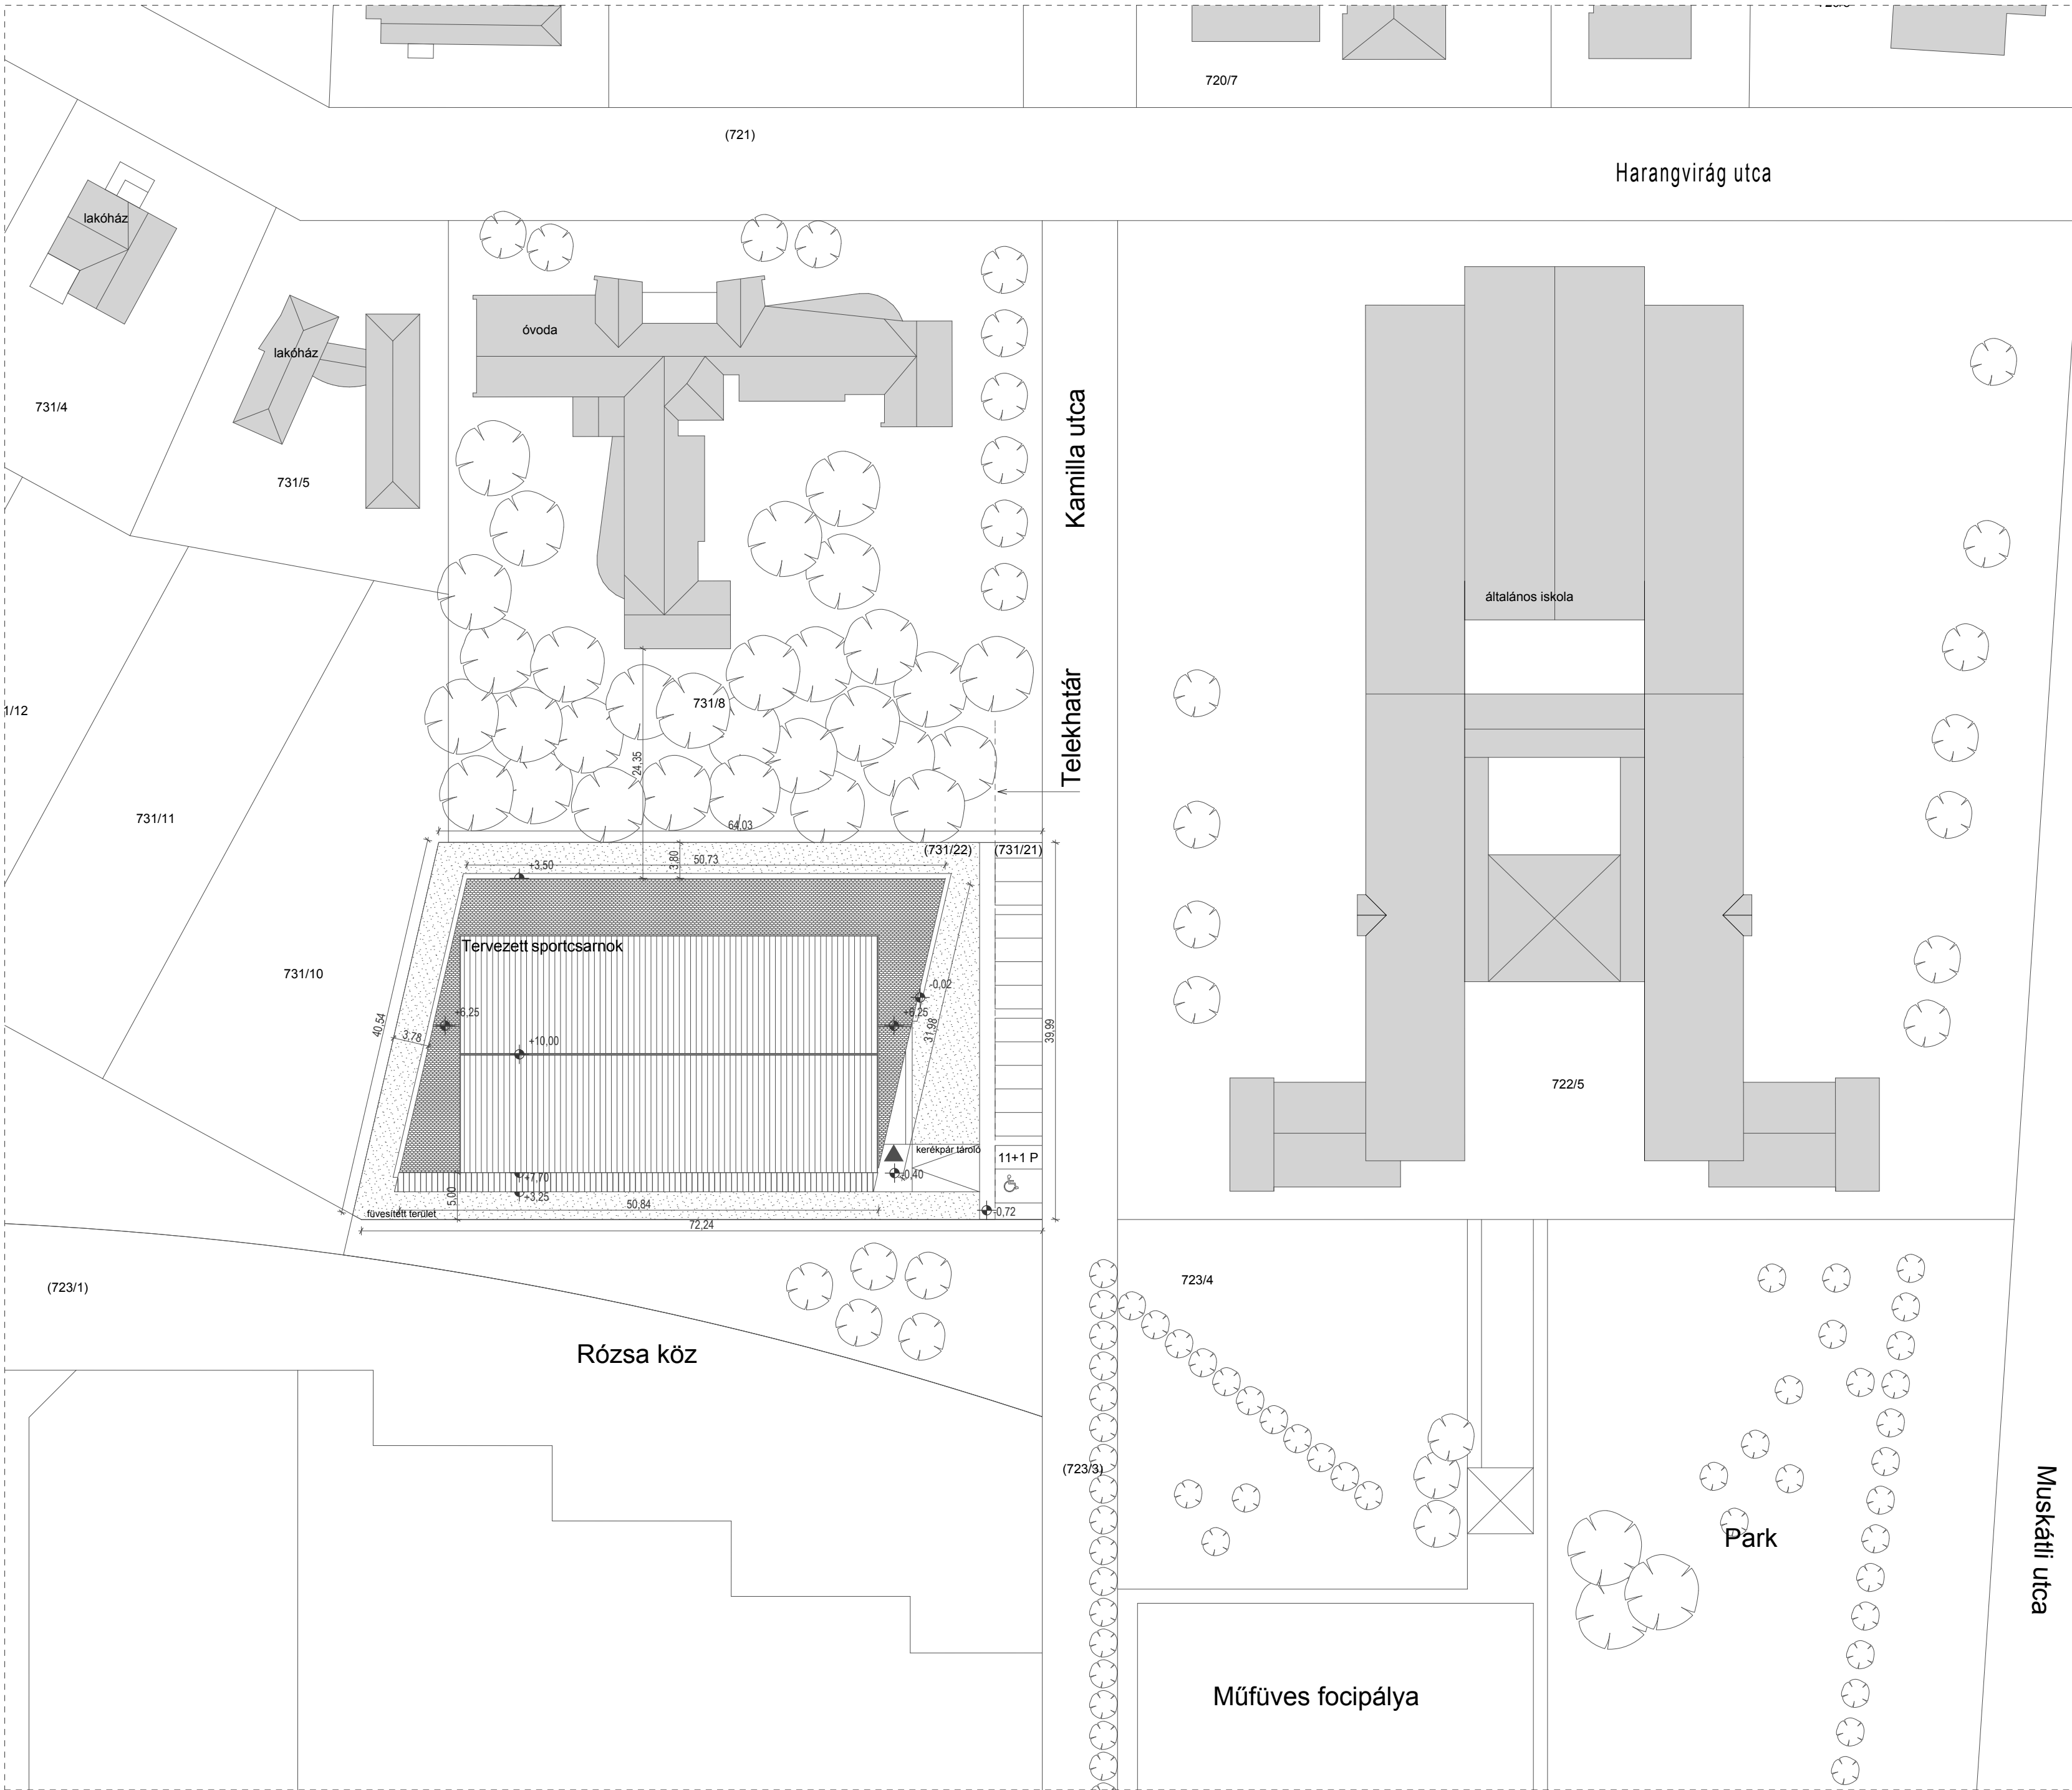 720/7
(721)
Harangvirág utca
lakóház
óvoda
lakóház
731/4
731/5
Kamilla utca
általános iskola
731/8
1/12
24,35
Telekhatár
731/11
64,03
(731/22)
(731/21)
3,80
50,73
+3,50
Tervezett sportcsarnok
731/10
-0,02
+6,25
+6,25
40,54
3,78
31,98
39,99
+10,00
722/5
kerékpár tároló
11+1 P
+7,70
-0,40
+3,25
5,00
50,84
füvesített terület
-0,72
72,24
(723/1)
723/4
Rózsa köz
(723/3)
Park
Muskátli utca
Műfüves focipálya